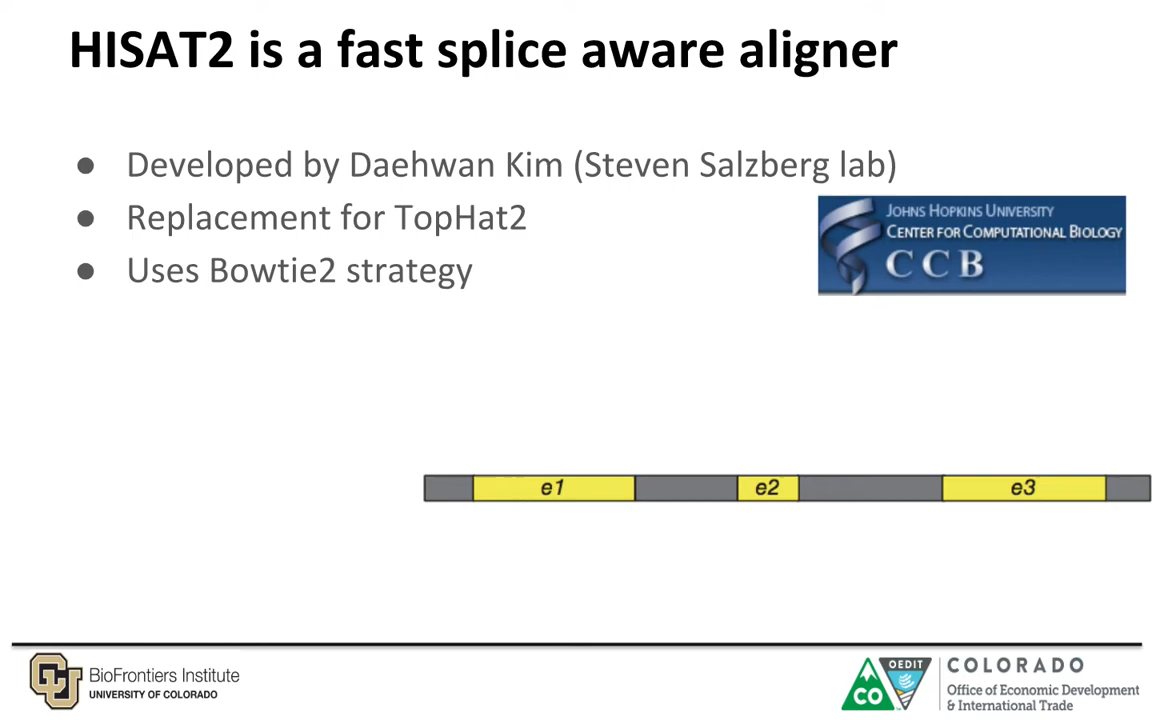 HISAT2 is a fast splice aware aligner
● Developed by Daehwan Kim (Steven Salzberg lab)
● Replacement for TopHat2
● Uses Bowtie2 strategy
JOHNS HOPKINS UNIVERSITY
CENTER FOR COMPUTATIONAL BIOLOGY
CCB
e1 e2 e3
CU
BioFrontiers Institute
UNIVERSITY OF COLORADO
CO
OEDIT
COLORADO
Office of Economic Development
& International Trade